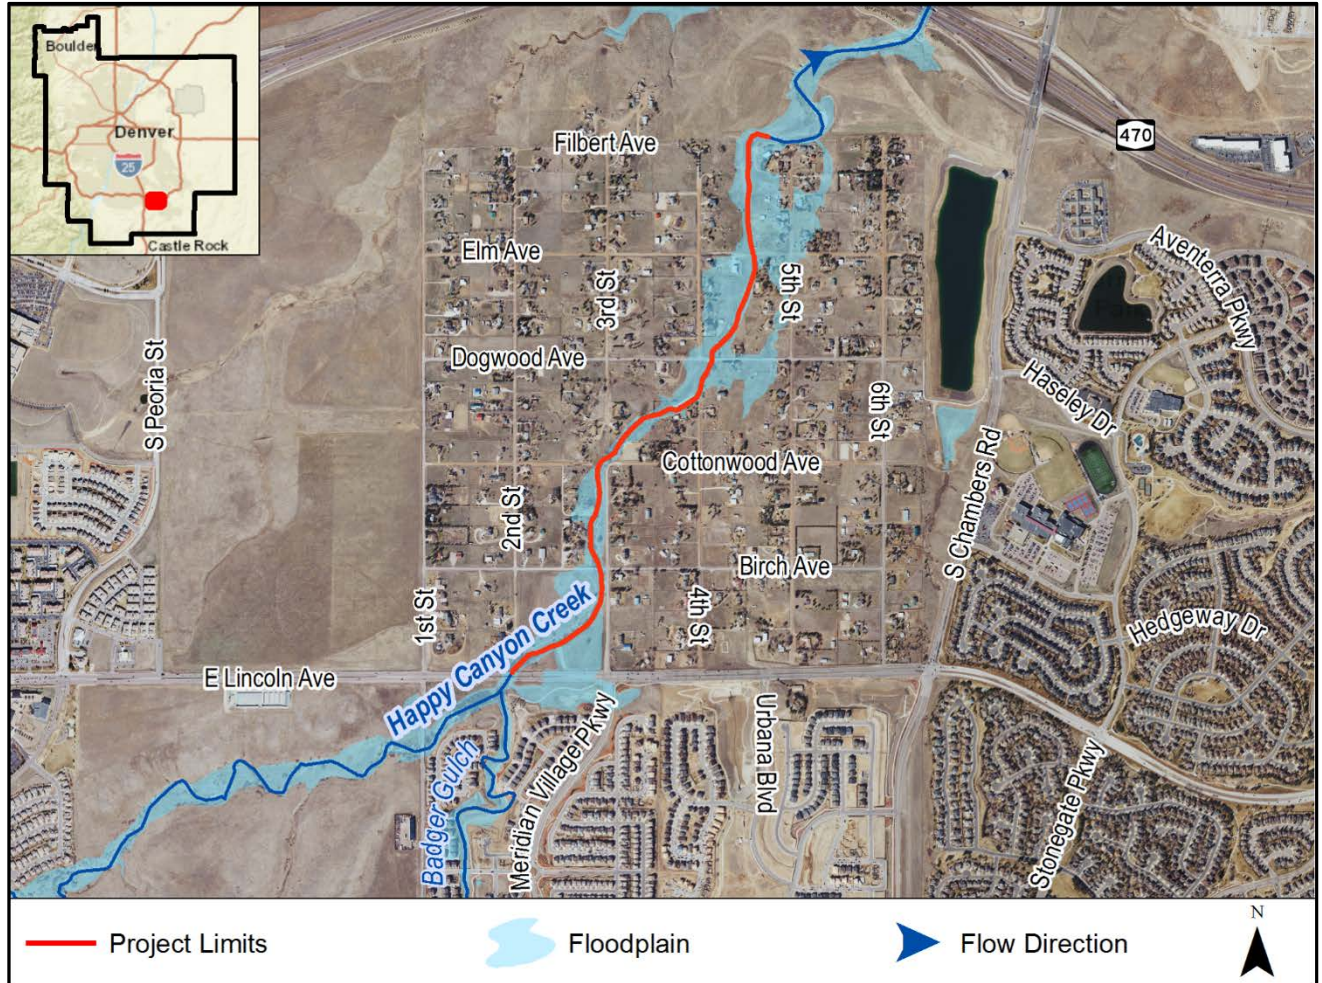 Boulder
Denver
25
Castle Rock
Filbert Ave
470
Elm Ave
3rd St
5th St
Aventerra Pkwy
S Peoria St
Dogwood Ave
Haseley Dr
6th St
Cottonwood Ave
2nd St
S Chambers Rd
Birch Ave
1st St
4th St
Hedgeway Dr
Happy Canyon Creek
E Lincoln Ave
Badger Gulch
Meridian Village Pkwy
Urbana Blvd
Stonegate Pkwy
Project Limits
Floodplain
Flow Direction
N